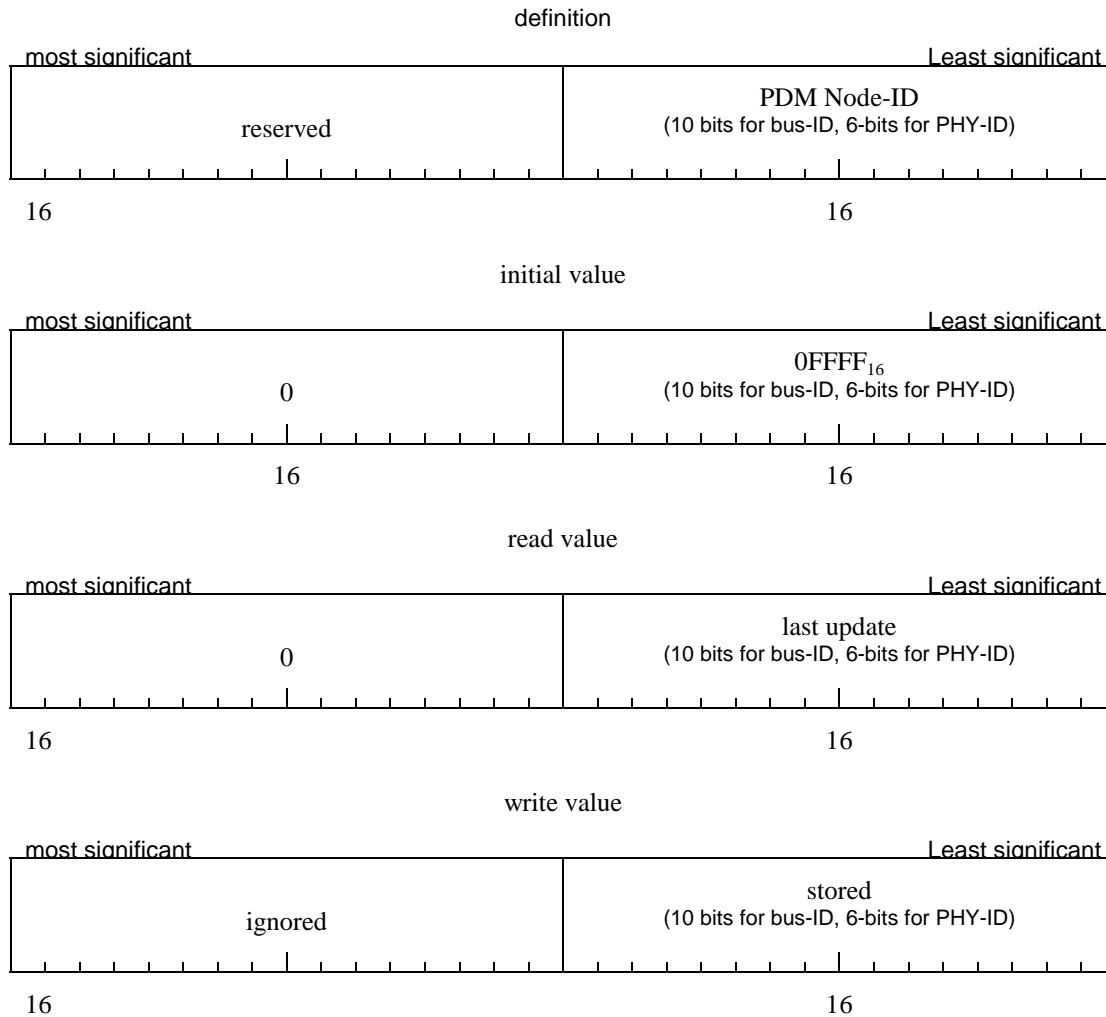 definition
most significant Least significant
reserved
PDM Node-ID
(10 bits for bus-ID, 6-bits for PHY-ID)
16 16
initial value
most significant Least significant
0
0FFFF₁₆
(10 bits for bus-ID, 6-bits for PHY-ID)
16 16
read value
most significant Least significant
0
last update
(10 bits for bus-ID, 6-bits for PHY-ID)
16 16
write value
most significant Least significant
ignored
stored
(10 bits for bus-ID, 6-bits for PHY-ID)
16 16